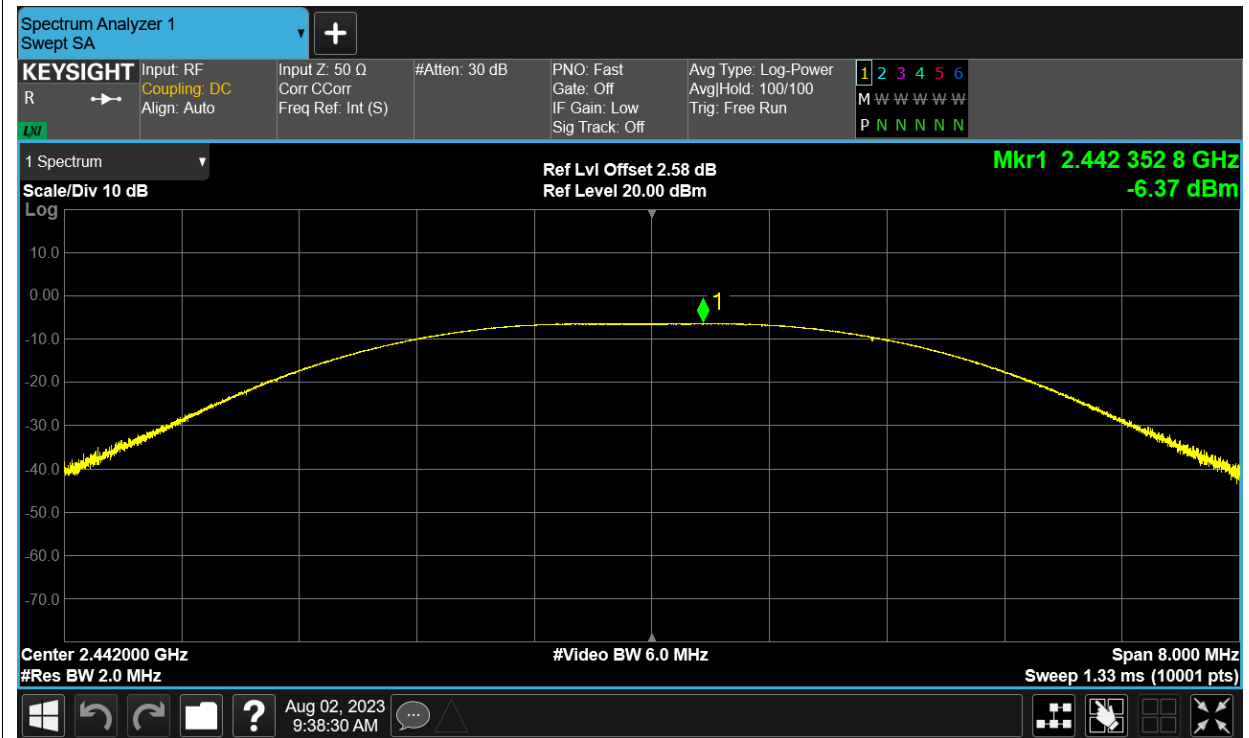 Spectrum Analyzer 1
Swept SA
KEYSIGHT
R
LXI
Input: RF
Coupling: DC
Align: Auto
Input Z: 50 Ω
Corr CCorr
Freq Ref: Int (S)
#Atten: 30 dB
PNO: Fast
Gate: Off
IF Gain: Low
Sig Track: Off
Avg Type: Log-Power
Avg|Hold: 100/100
Trig: Free Run
1 2 3 4 5 6
M W W W W W
P N N N N N
1 Spectrum
Scale/Div 10 dB
Log
Ref Lvl Offset 2.58 dB
Ref Level 20.00 dBm
Mkr1 2.442 352 8 GHz
-6.37 dBm
10.0
0.00
1
-10.0
-20.0
-30.0
-40.0
-50.0
-60.0
-70.0
Center 2.442000 GHz
#Res BW 2.0 MHz
#Video BW 6.0 MHz
Span 8.000 MHz
Sweep 1.33 ms (10001 pts)
?
Aug 02, 2023
9:38:30 AM